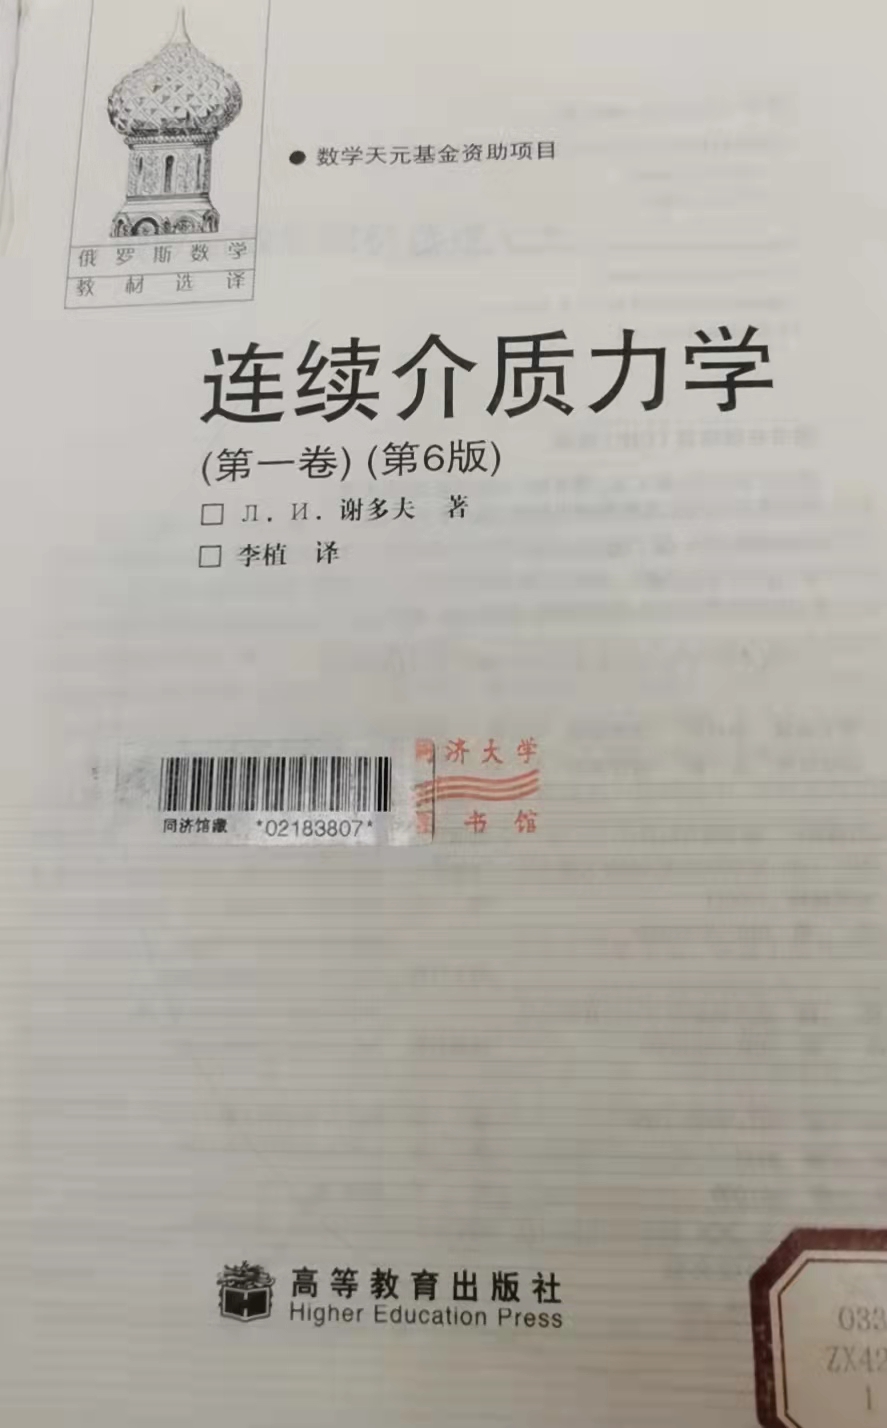 ● 数学天元基金资助项目
俄罗斯数学
教材选译
连续介质力学
(第一卷) (第6版)
□ Л. И. 谢多夫 著
□ 李植 译
同济大学
书馆
同济馆藏 *02183807*
高等教育出版社
Higher Education Press
033
ZX42
1